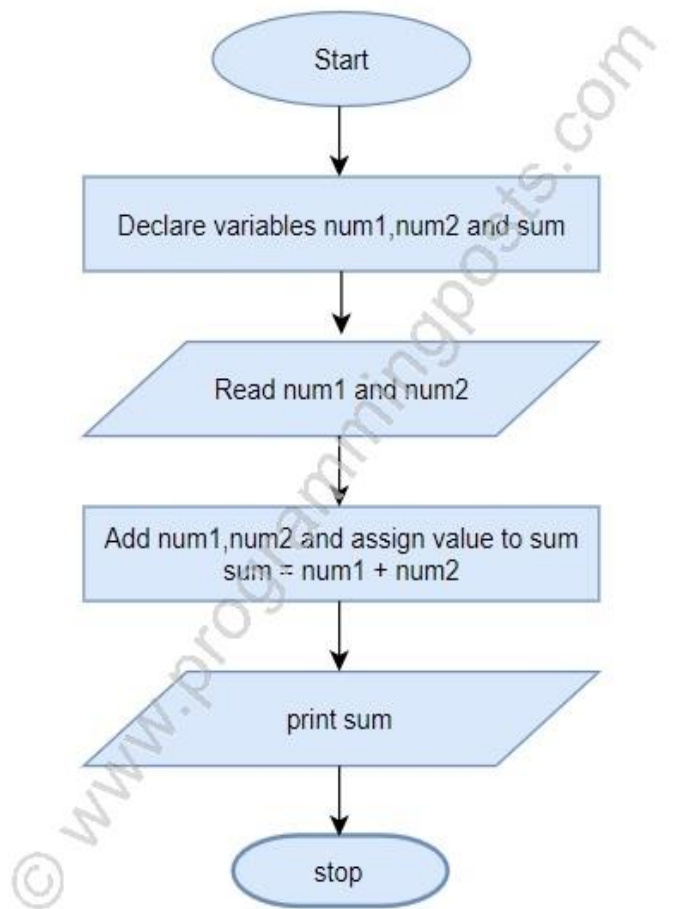 Start
Declare variables num1,num2 and sum
Read num1 and num2
Add num1,num2 and assign value to sum
sum = num1 + num2
print sum
stop
© www.programmingposts.com